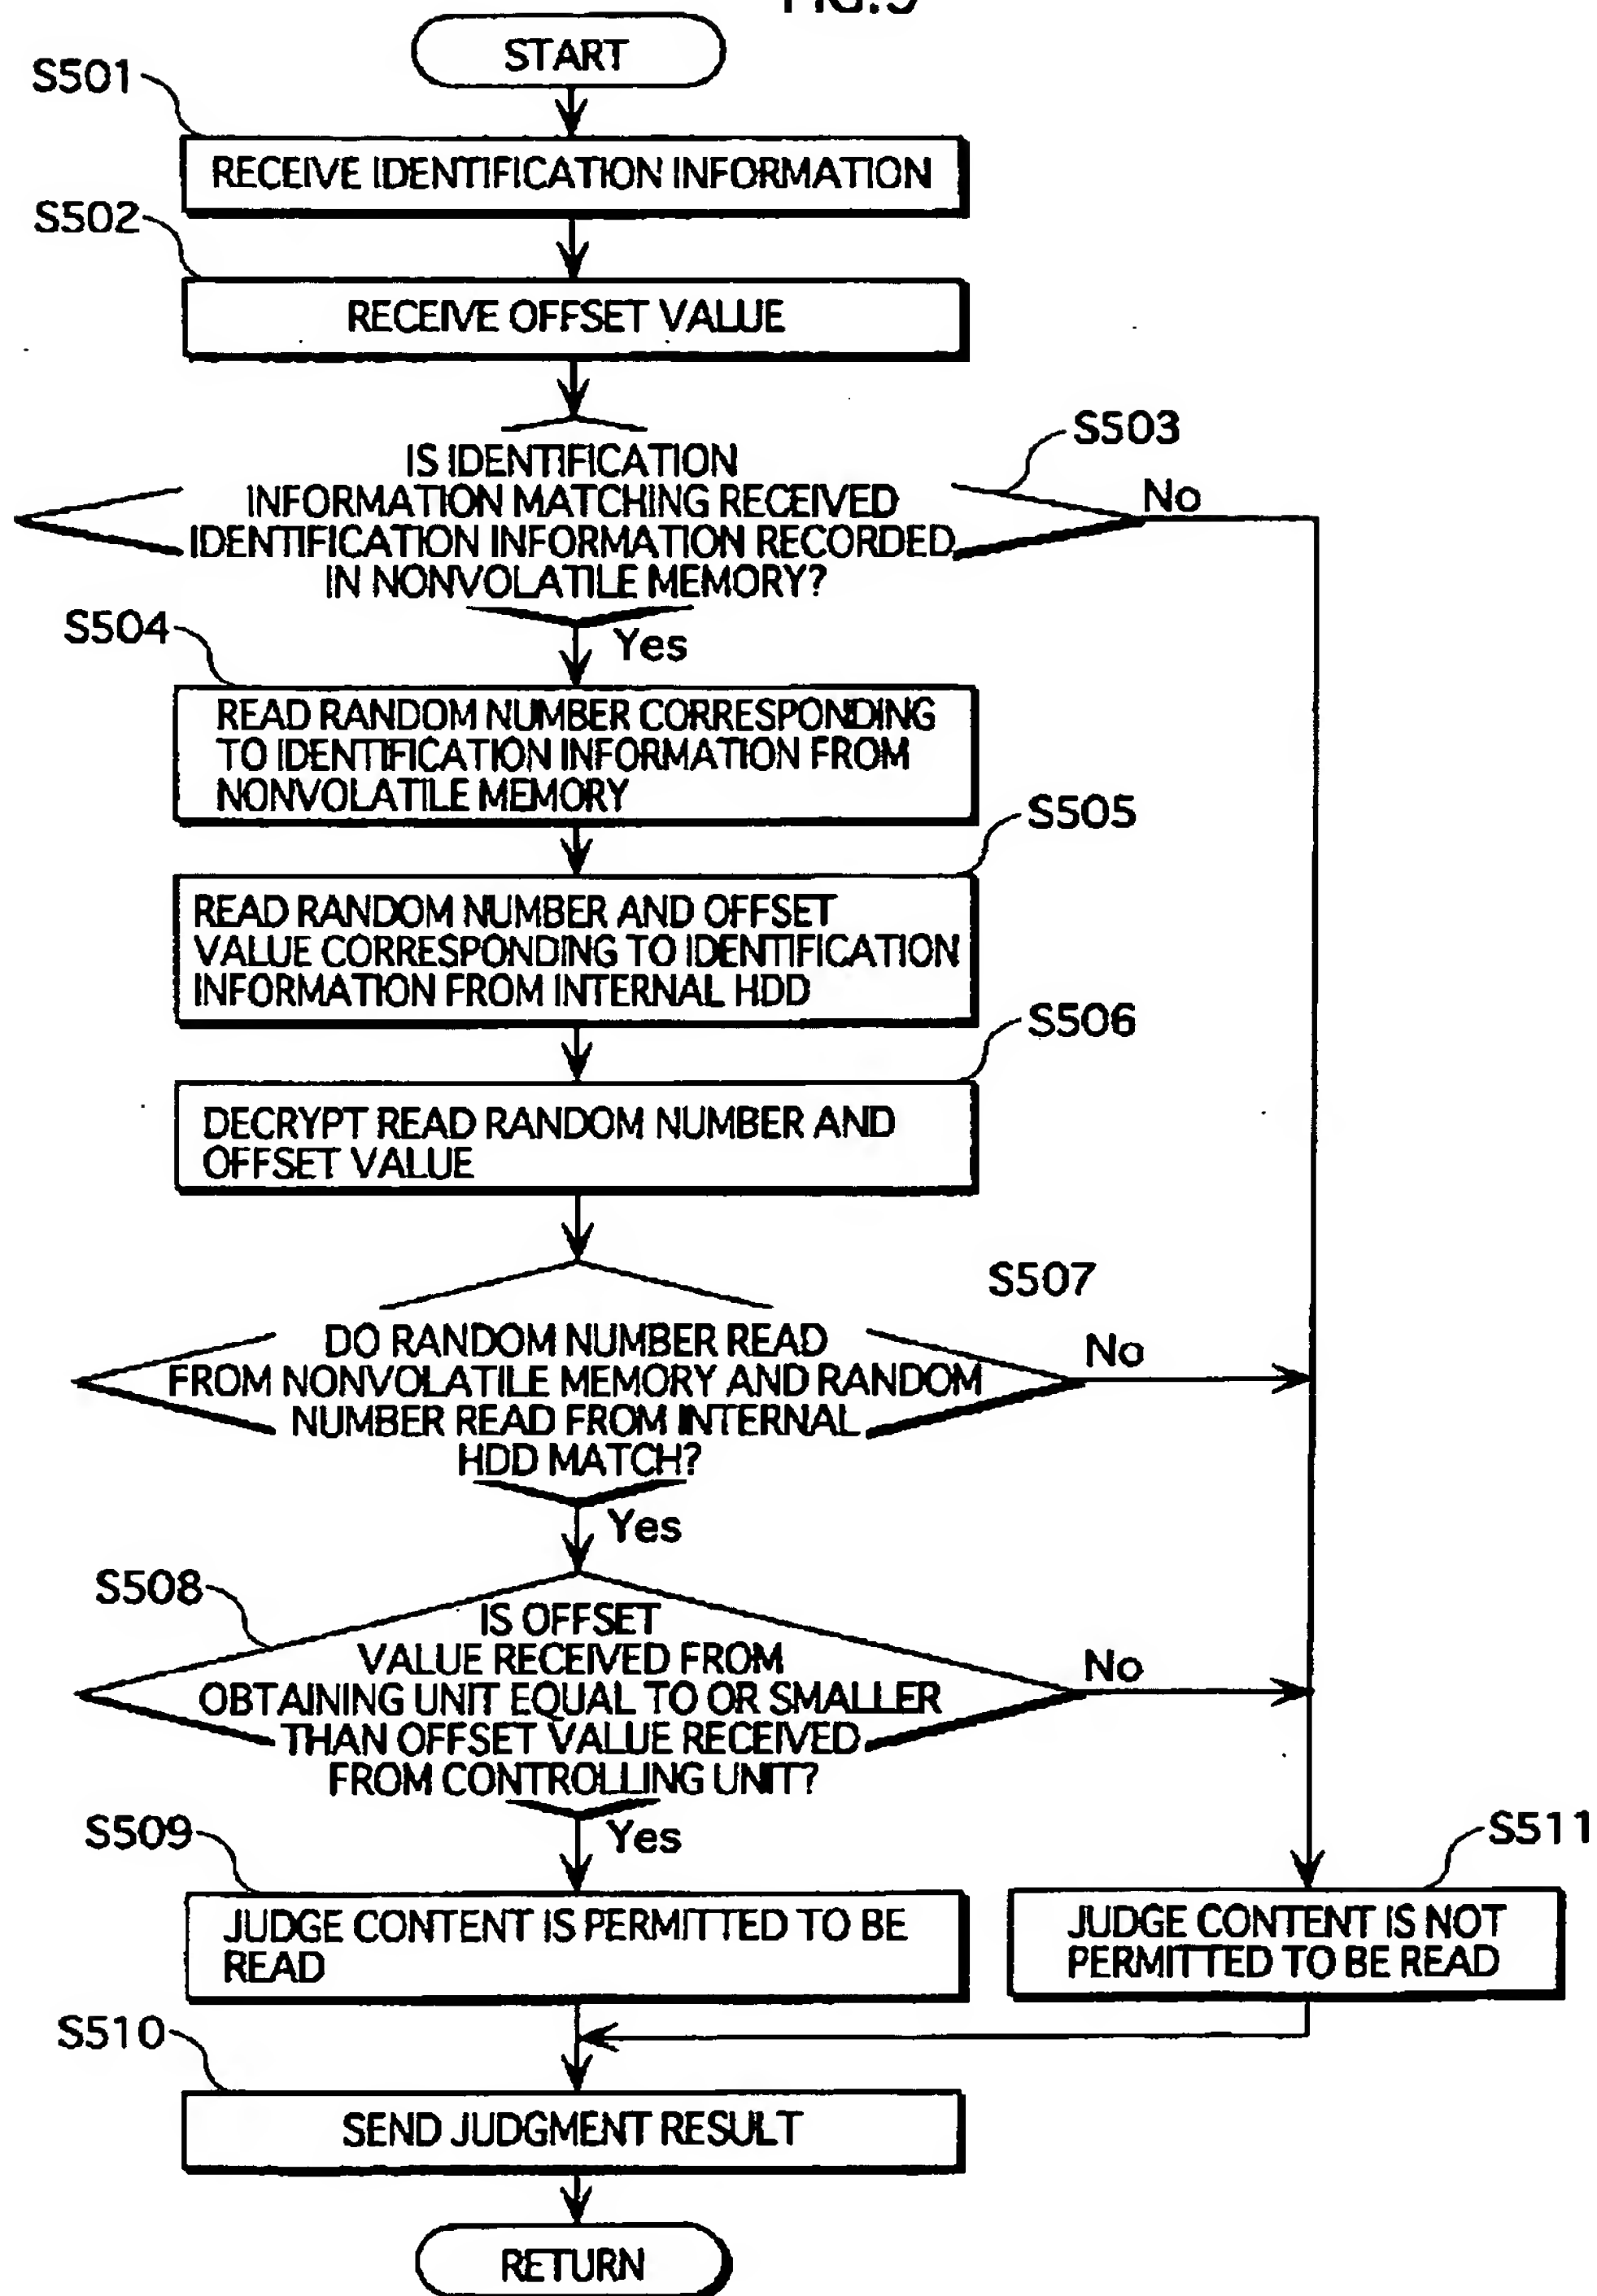 START
S501
RECEIVE IDENTIFICATION INFORMATION
S502
RECEIVE OFFSET VALUE
S503
IS IDENTIFICATION
INFORMATION MATCHING RECEIVED
IDENTIFICATION INFORMATION RECORDED
IN NONVOLATILE MEMORY?
No
Yes
S504
READ RANDOM NUMBER CORRESPONDING
TO IDENTIFICATION INFORMATION FROM
NONVOLATILE MEMORY
S505
READ RANDOM NUMBER AND OFFSET
VALUE CORRESPONDING TO IDENTIFICATION
INFORMATION FROM INTERNAL HDD
S506
DECRYPT READ RANDOM NUMBER AND
OFFSET VALUE
S507
DO RANDOM NUMBER READ
FROM NONVOLATILE MEMORY AND RANDOM
NUMBER READ FROM INTERNAL
HDD MATCH?
No
Yes
S508
IS OFFSET
VALUE RECEIVED FROM
OBTAINING UNIT EQUAL TO OR SMALLER
THAN OFFSET VALUE RECEIVED
FROM CONTROLLING UNIT?
No
Yes
S509
JUDGE CONTENT IS PERMITTED TO BE
READ
S511
JUDGE CONTENT IS NOT
PERMITTED TO BE READ
S510
SEND JUDGMENT RESULT
RETURN